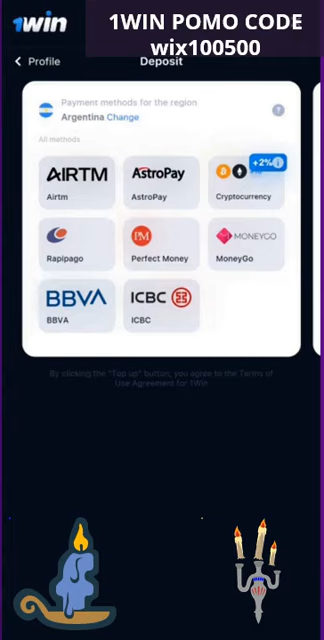 1win
1WIN POMO CODE
wix100500
Profile
Deposit
Payment methods for the region
Argentina Change
?
All methods
AIRTM
AstroPay
+2%
Airtm
AstroPay
Cryptocurrency
PM
MONEYGO
Rapipago
Perfect Money
MoneyGo
BBVA
ICBC
BBVA
ICBC
By clicking the "Top up" button, you agree to the Terms of
Use Agreement for 1Win